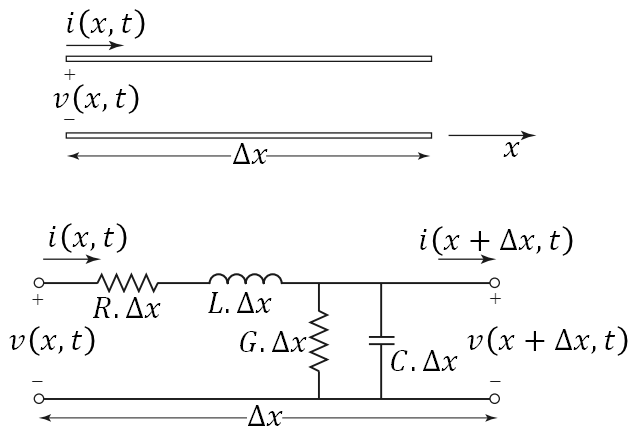 i(x, t)
+
v(x, t)
−
Δx
x
i(x, t) i(x + Δx, t)
R. Δx L. Δx
+ +
v(x, t) G. Δx C. Δx v(x + Δx, t)
− −
Δx